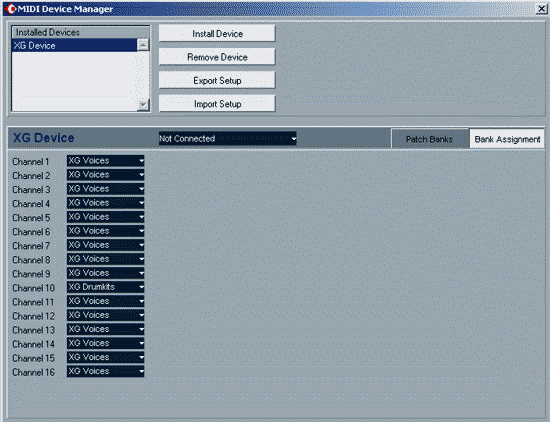 MIDI Device Manager
Installed Devices
XG Device
Install Device
Remove Device
Export Setup
Import Setup
XG Device
Not Connected
Patch Banks
Bank Assignment
Channel 1 XG Voices
Channel 2 XG Voices
Channel 3 XG Voices
Channel 4 XG Voices
Channel 5 XG Voices
Channel 6 XG Voices
Channel 7 XG Voices
Channel 8 XG Voices
Channel 9 XG Voices
Channel 10 XG Drumkits
Channel 11 XG Voices
Channel 12 XG Voices
Channel 13 XG Voices
Channel 14 XG Voices
Channel 15 XG Voices
Channel 16 XG Voices